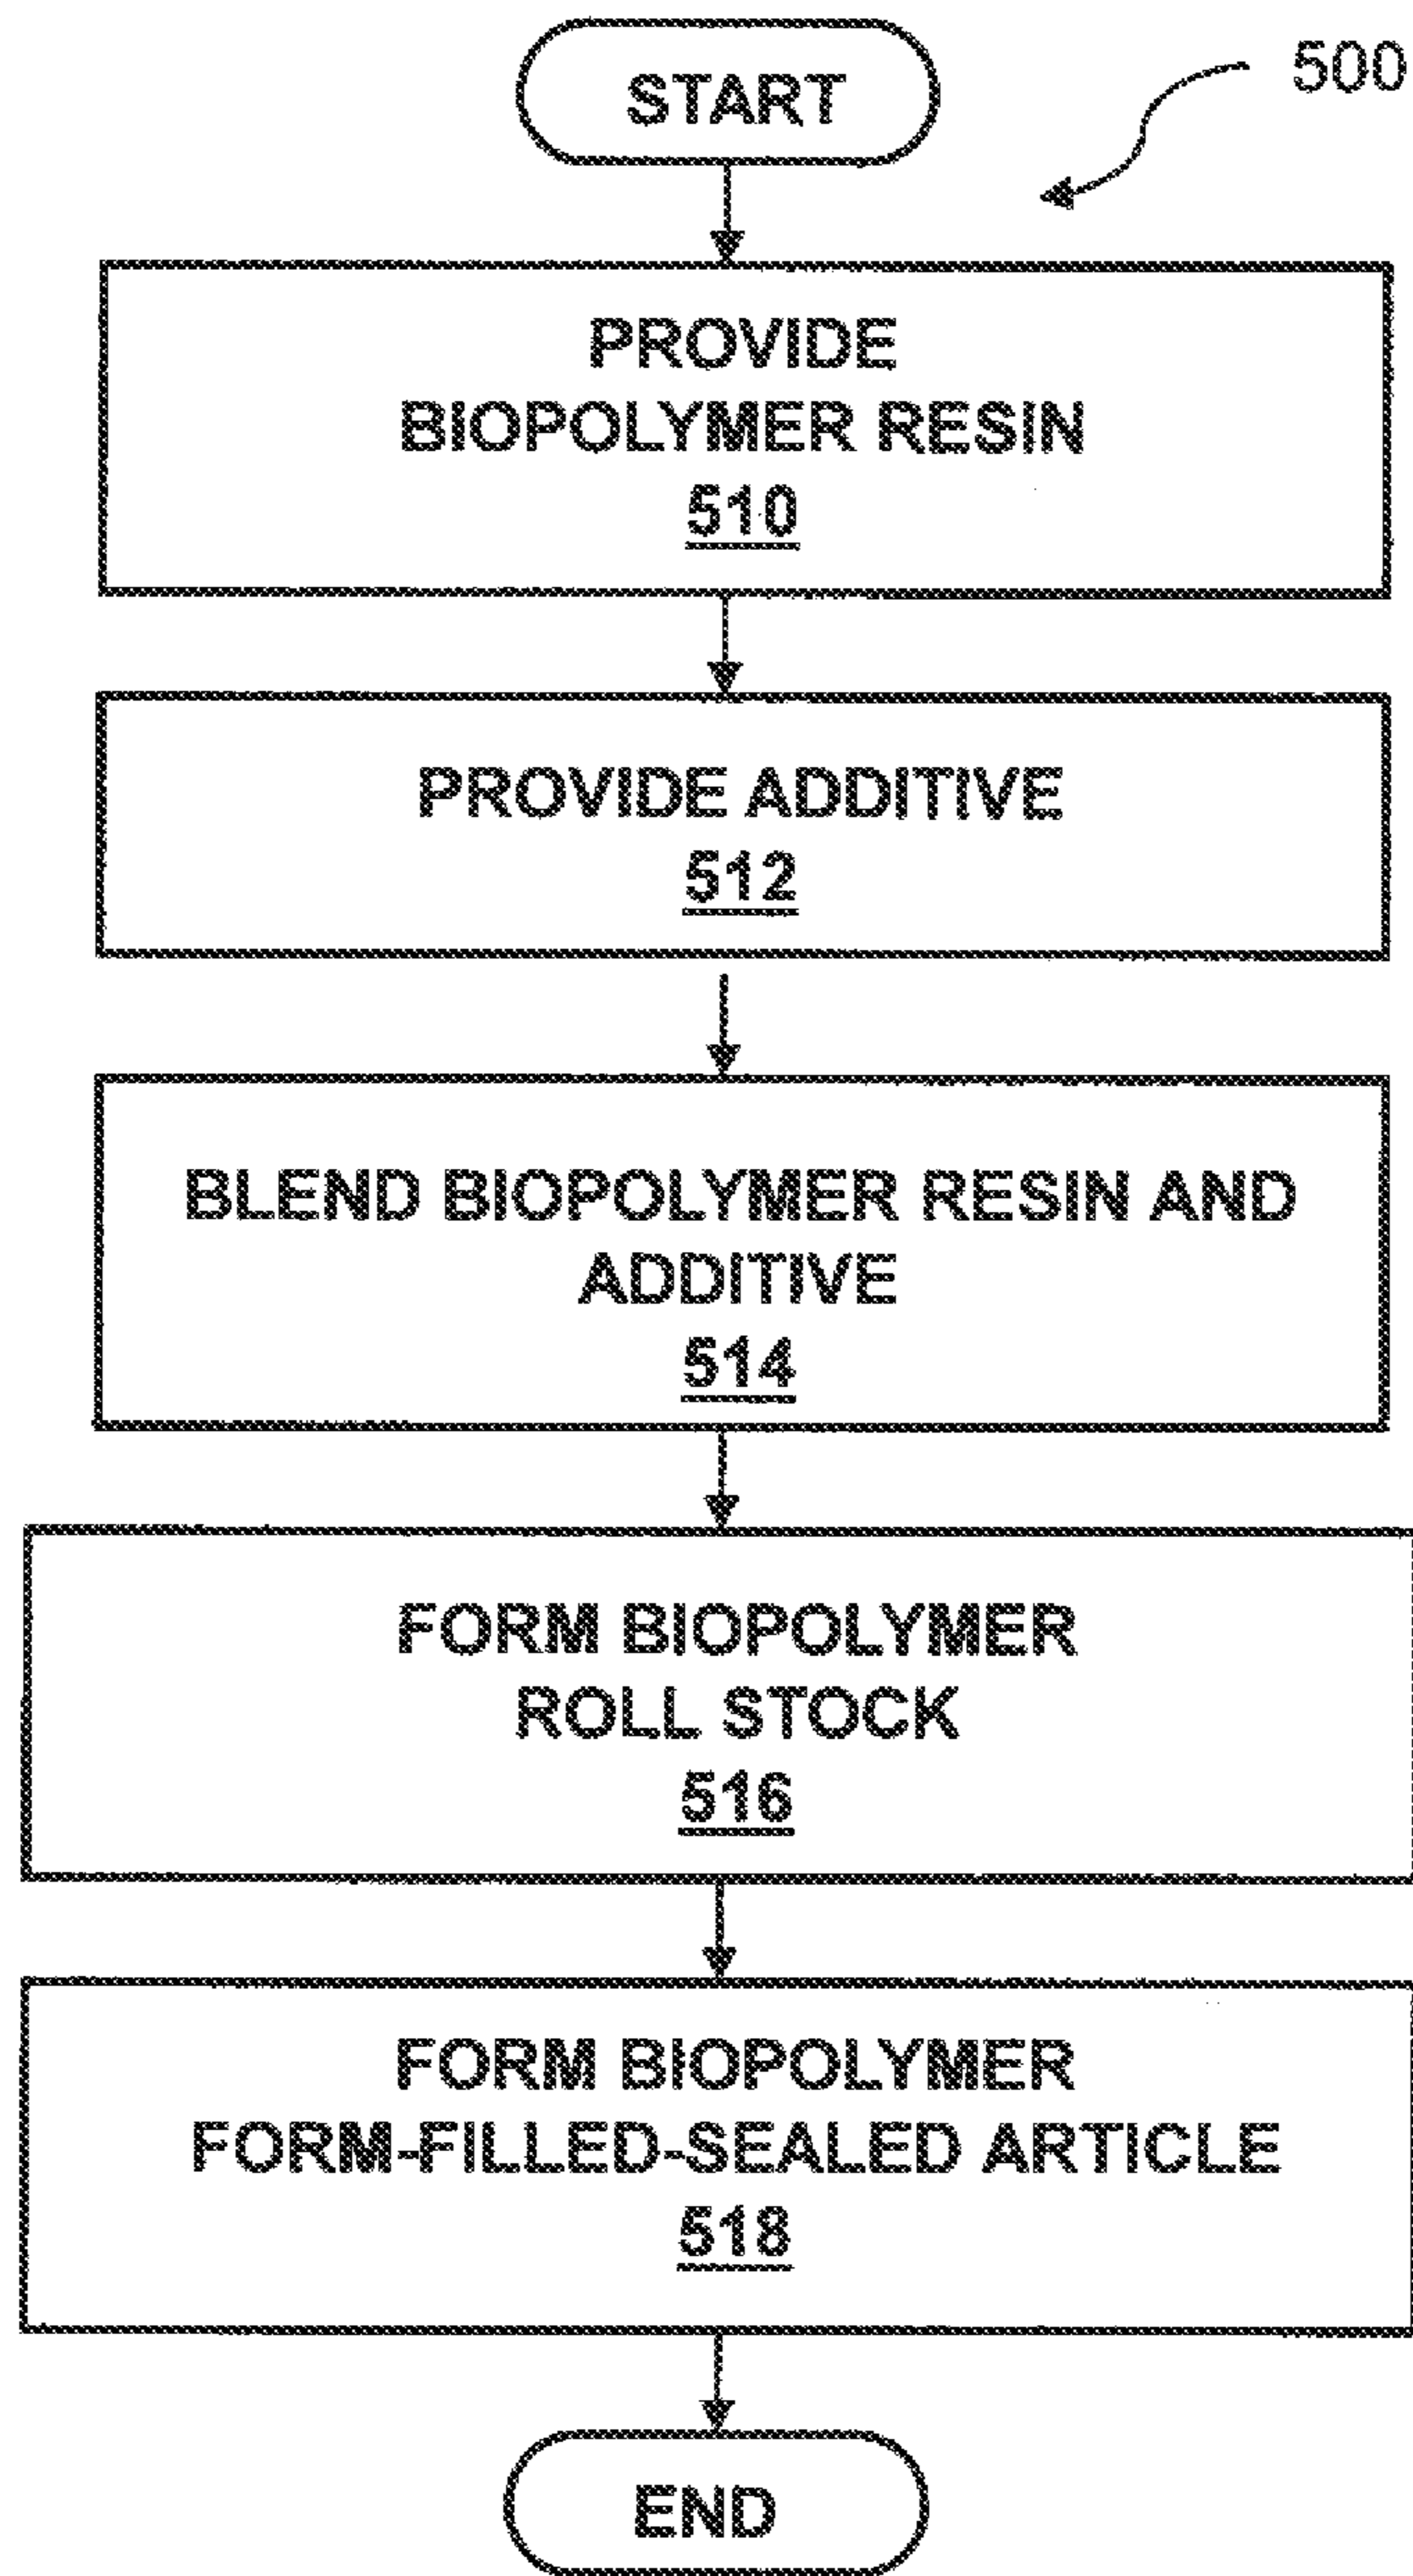 START
500
PROVIDE
BIOPOLYMER RESIN
510
PROVIDE ADDITIVE
512
BLEND BIOPOLYMER RESIN AND
ADDITIVE
514
FORM BIOPOLYMER
ROLL STOCK
516
FORM BIOPOLYMER
FORM-FILLED-SEALED ARTICLE
518
END